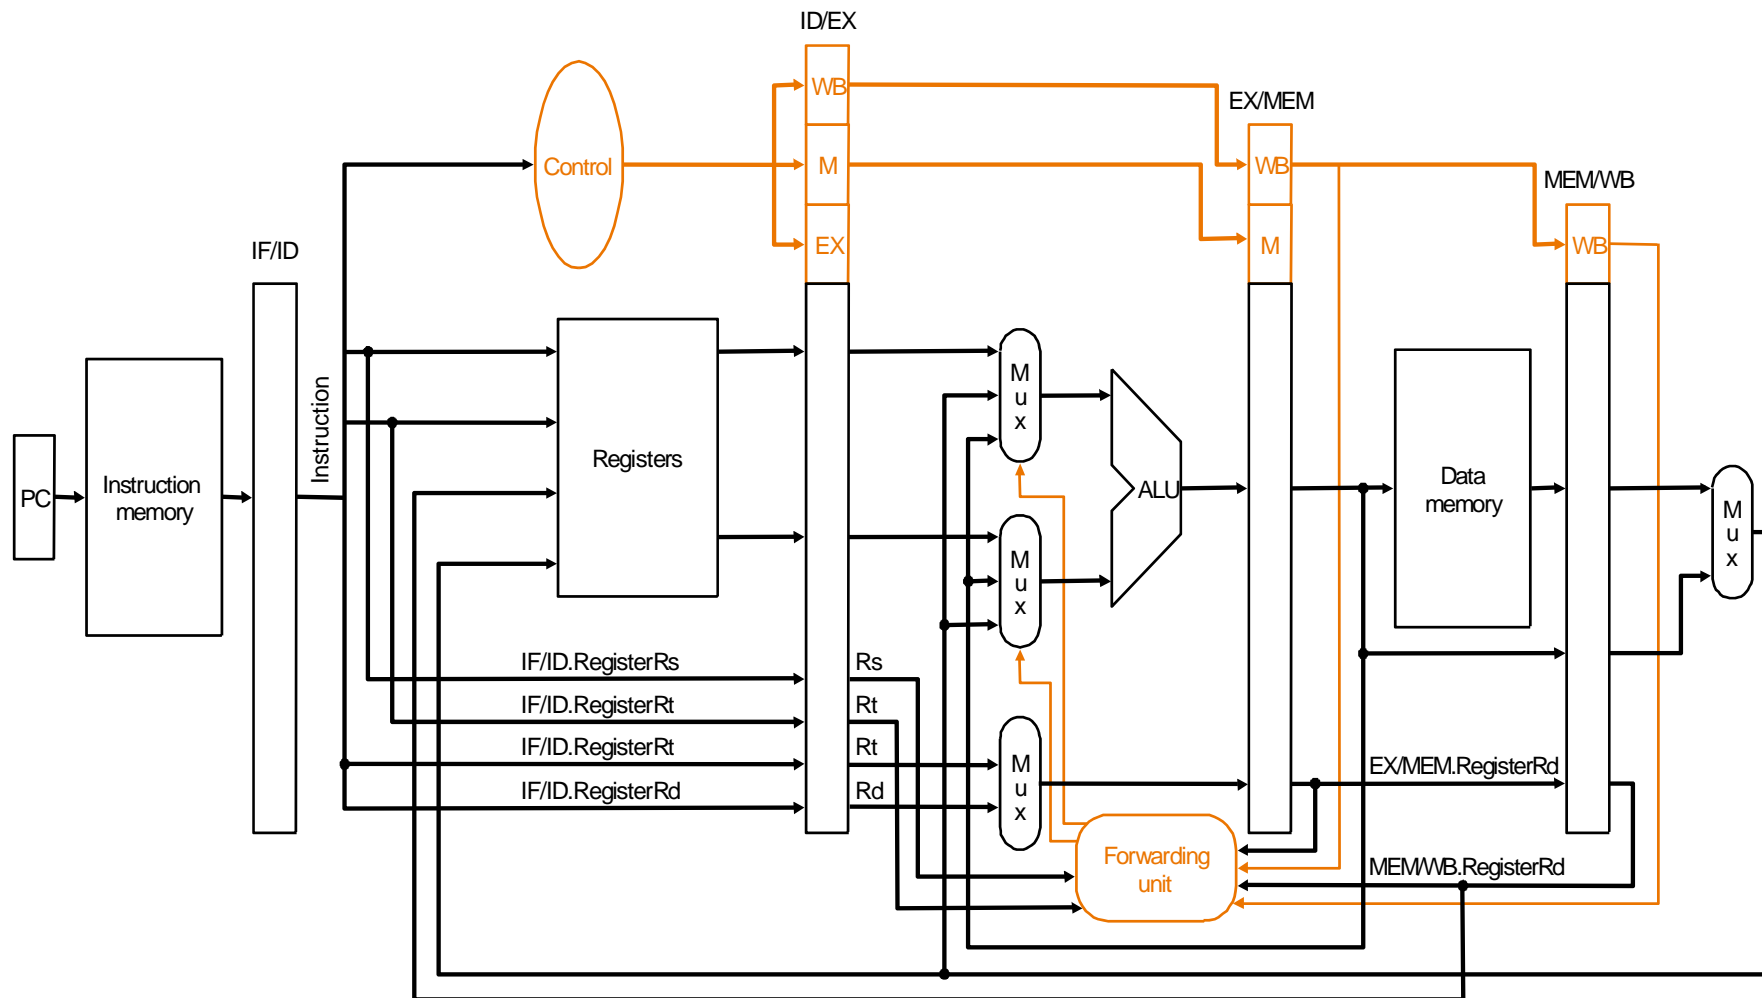 ID/EX
WB
EX/MEM
Control
M
WB
MEM/WB
IF/ID
EX
M
WB
Instruction
M
u
x
Registers
PC
Instruction
memory
ALU
Data
memory
M
u
x
M
u
x
IF/ID.RegisterRs
Rs
IF/ID.RegisterRt
Rt
IF/ID.RegisterRt
Rt
IF/ID.RegisterRd
Rd
M
u
x
EX/MEM.RegisterRd
Forwarding
unit
MEM/WB.RegisterRd